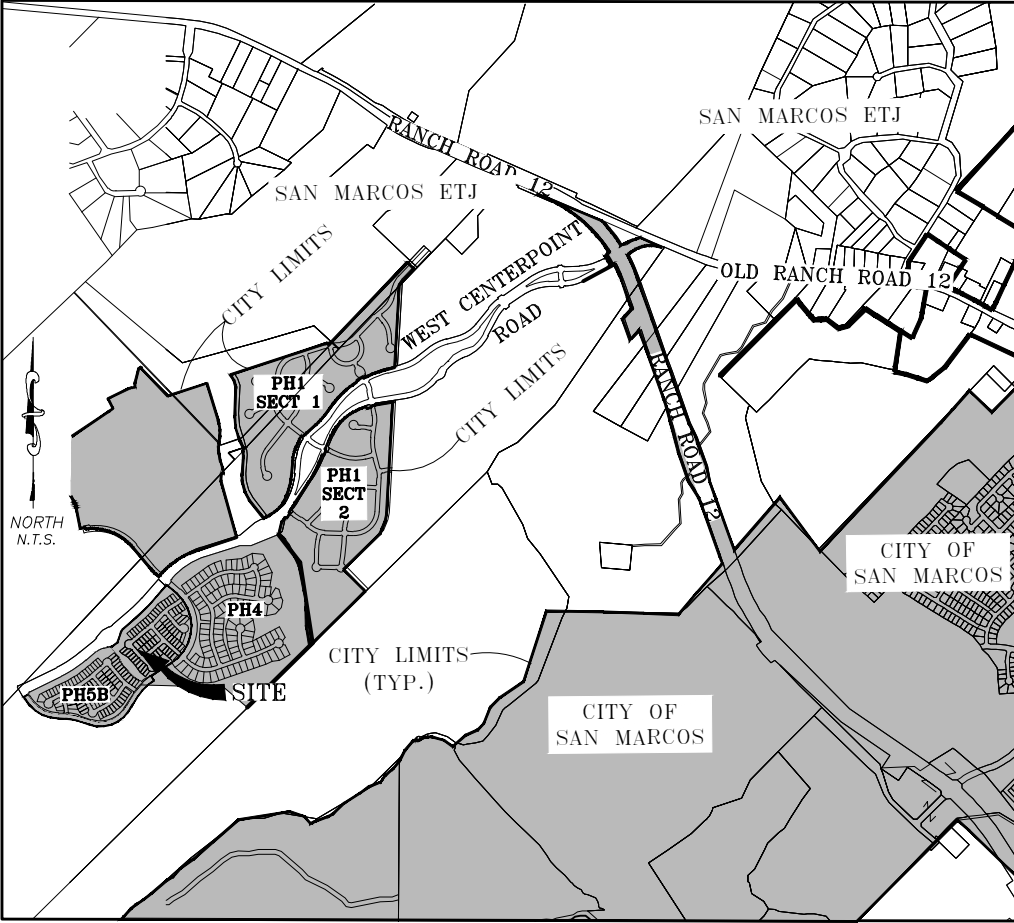 SAN MARCOS ETJ
RANCH ROAD 12
SAN MARCOS ETJ
CITY LIMITS
WEST CENTERPOINT
ROAD
OLD RANCH ROAD 12
CITY LIMITS
PH1
SECT 1
RANCH ROAD 12
PH1
SECT
2
NORTH
N.T.S.
CITY OF
SAN MARCOS
PH4
CITY LIMITS
(TYP.)
SITE
PH5B
CITY OF
SAN MARCOS